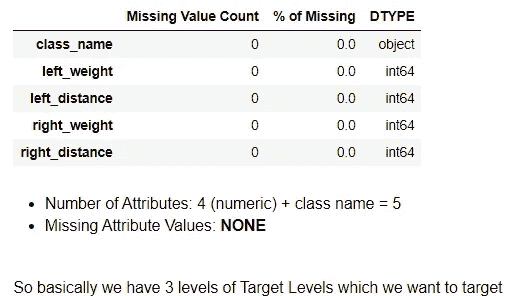 Missing Value Count % of Missing DTYPE
class_name 0 0.0 object
left_weight 0 0.0 int64
left_distance 0 0.0 int64
right_weight 0 0.0 int64
right_distance 0 0.0 int64
• Number of Attributes: 4 (numeric) + class name = 5
• Missing Attribute Values: NONE
So basically we have 3 levels of Target Levels which we want to target